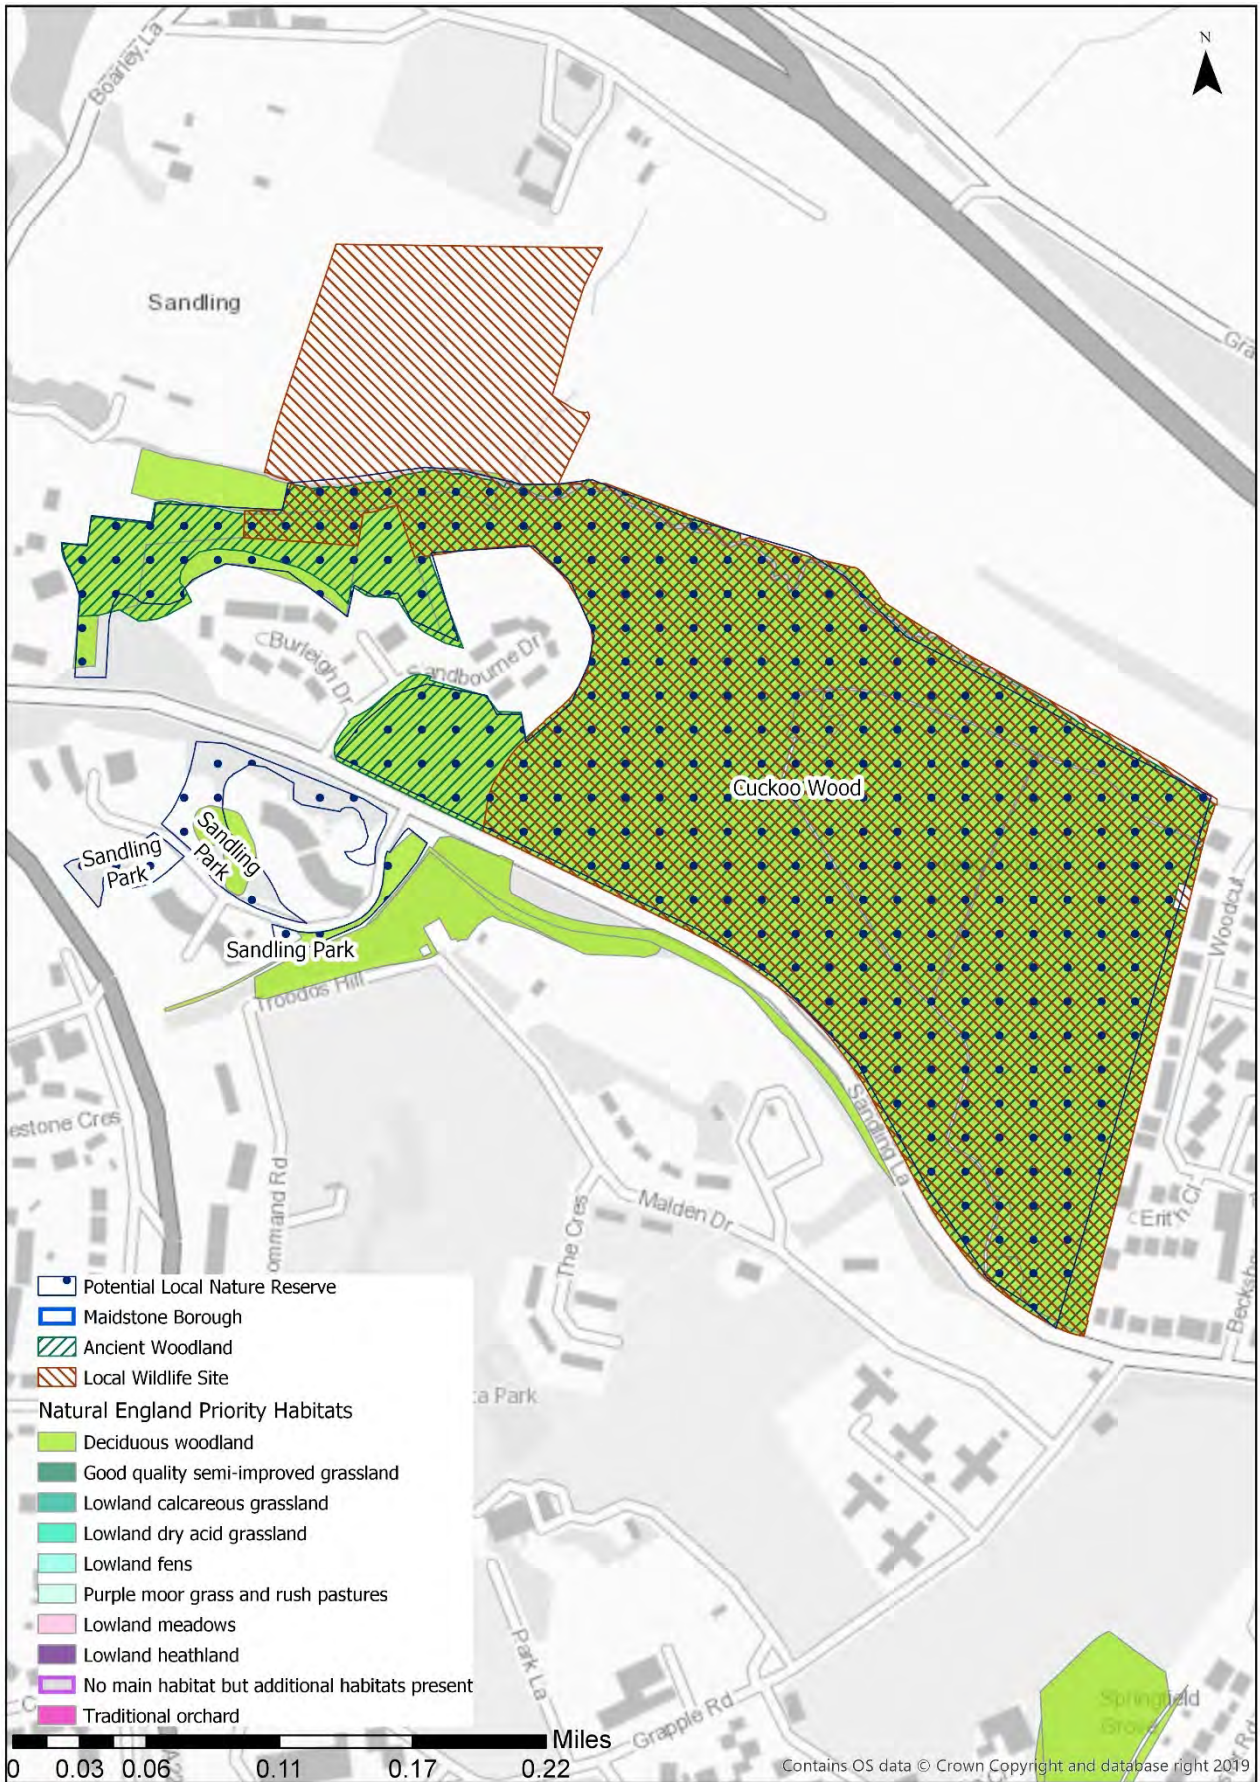 N
Boarley La
Sandling
Gra
Burleigh Dr
Sandbourne Dr
Cuckoo Wood
Sandling
Park
Sandling
Park
Sandling Park
Troodos Hill
Woodcut
Sandling La
estone Cres
ommand Rd
The Cres
Malden Dr
Erith Cl
Potential Local Nature Reserve
Maidstone Borough
Ancient Woodland
Local Wildlife Site
ta Park
Natural England Priority Habitats
Deciduous woodland
Good quality semi-improved grassland
Lowland calcareous grassland
Lowland dry acid grassland
Lowland fens
Purple moor grass and rush pastures
Lowland meadows
Lowland heathland
No main habitat but additional habitats present
Traditional orchard
Park La
Grapple Rd
Springfield
Grove
Miles
0 0.03 0.06 0.11 0.17 0.22
Contains OS data © Crown Copyright and database right 2019